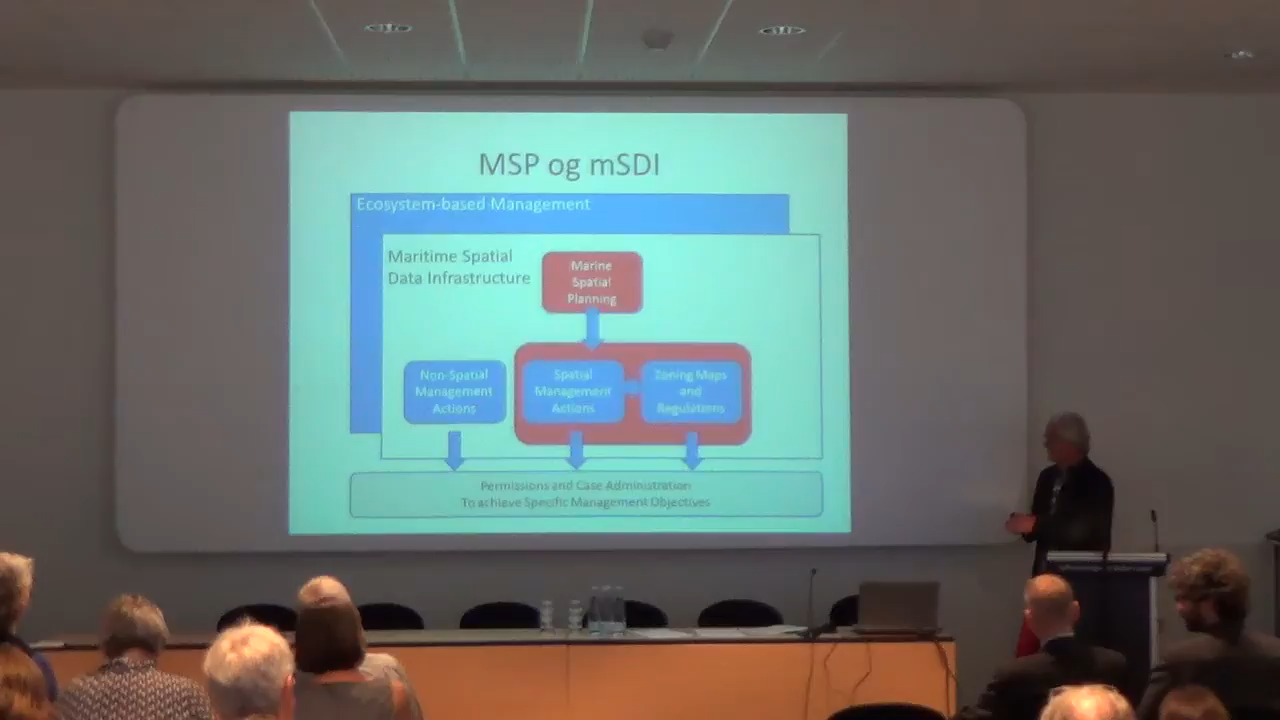 MSP og mSDI
Ecosystem-based Management
Maritime Spatial
Data Infrastructure
Marine
Spatial
Planning
Non-Spatial
Management
Actions
Spatial
Management
Actions
Zoning Maps
and
Regulations
Permissions and Case Administration
To achieve Specific Management Objectives